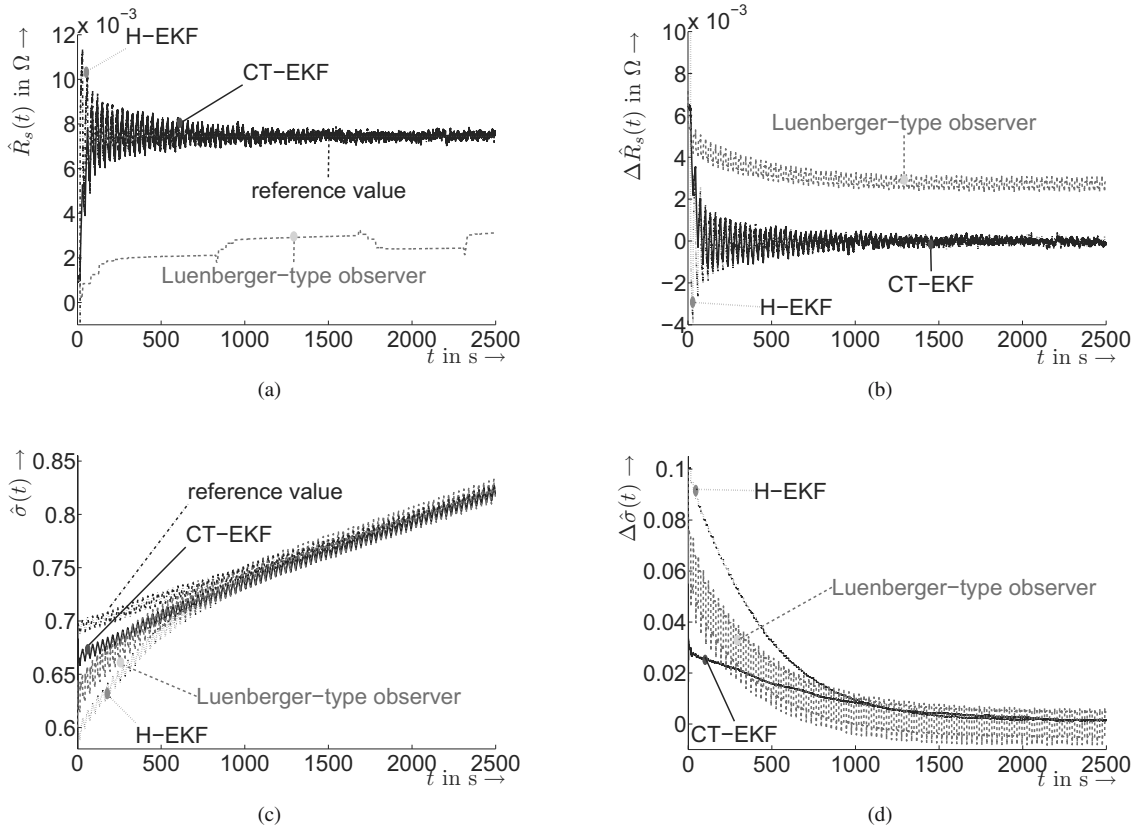 x 10⁻³
12
10
8
6
4
2
0
R̂ₛ(t) in Ω →
H−EKF
CT−EKF
reference value
Luenberger−type observer
0 500 1000 1500 2000 2500
t in s →
(a)
x 10⁻³
10
8
6
4
2
0
−2
−4
ΔR̂ₛ(t) in Ω →
Luenberger−type observer
CT−EKF
H−EKF
0 500 1000 1500 2000 2500
t in s →
(b)
0.85
0.8
0.75
0.7
0.65
0.6
σ̂(t) →
reference value
CT−EKF
Luenberger−type observer
H−EKF
0 500 1000 1500 2000 2500
t in s →
(c)
0.1
0.08
0.06
0.04
0.02
0
Δσ̂(t) →
H−EKF
Luenberger−type observer
CT−EKF
0 500 1000 1500 2000 2500
t in s →
(d)